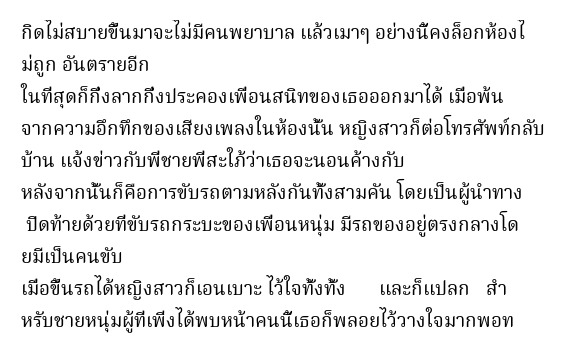 กิดไม่สบายขึ้นมาจะไม่มีคนพยาบาล แล้วเมาๆ อย่างนี้คงล็อกห้องไ
ม่ถูก อันตรายอีก
ในที่สุดก็กึ่งลากกึ่งประคองเพื่อนสนิทของเธอออกมาได้ เมื่อพ้น
จากความอึกทึกของเสียงเพลงในห้องนั้น หญิงสาวก็ต่อโทรศัพท์กลับ
บ้าน แจ้งข่าวกับพี่ชายพี่สะใภ้ว่าเธอจะนอนค้างกับ
หลังจากนั้นก็คือการขับรถตามหลังกันทั้งสามคัน โดยเป็นผู้นำทาง
ปิดท้ายด้วยที่ขับรถกระบะของเพื่อนหนุ่ม มีรถของอยู่ตรงกลางโด
ยมีเป็นคนขับ
เมื่อขึ้นรถได้หญิงสาวก็เอนเบาะ ไว้ใจทั้งทั้ง และก็แปลก สำ
หรับชายหนุ่มผู้ที่เพิ่งได้พบหน้าคนนี้เธอก็พลอยไว้วางใจมากพอท